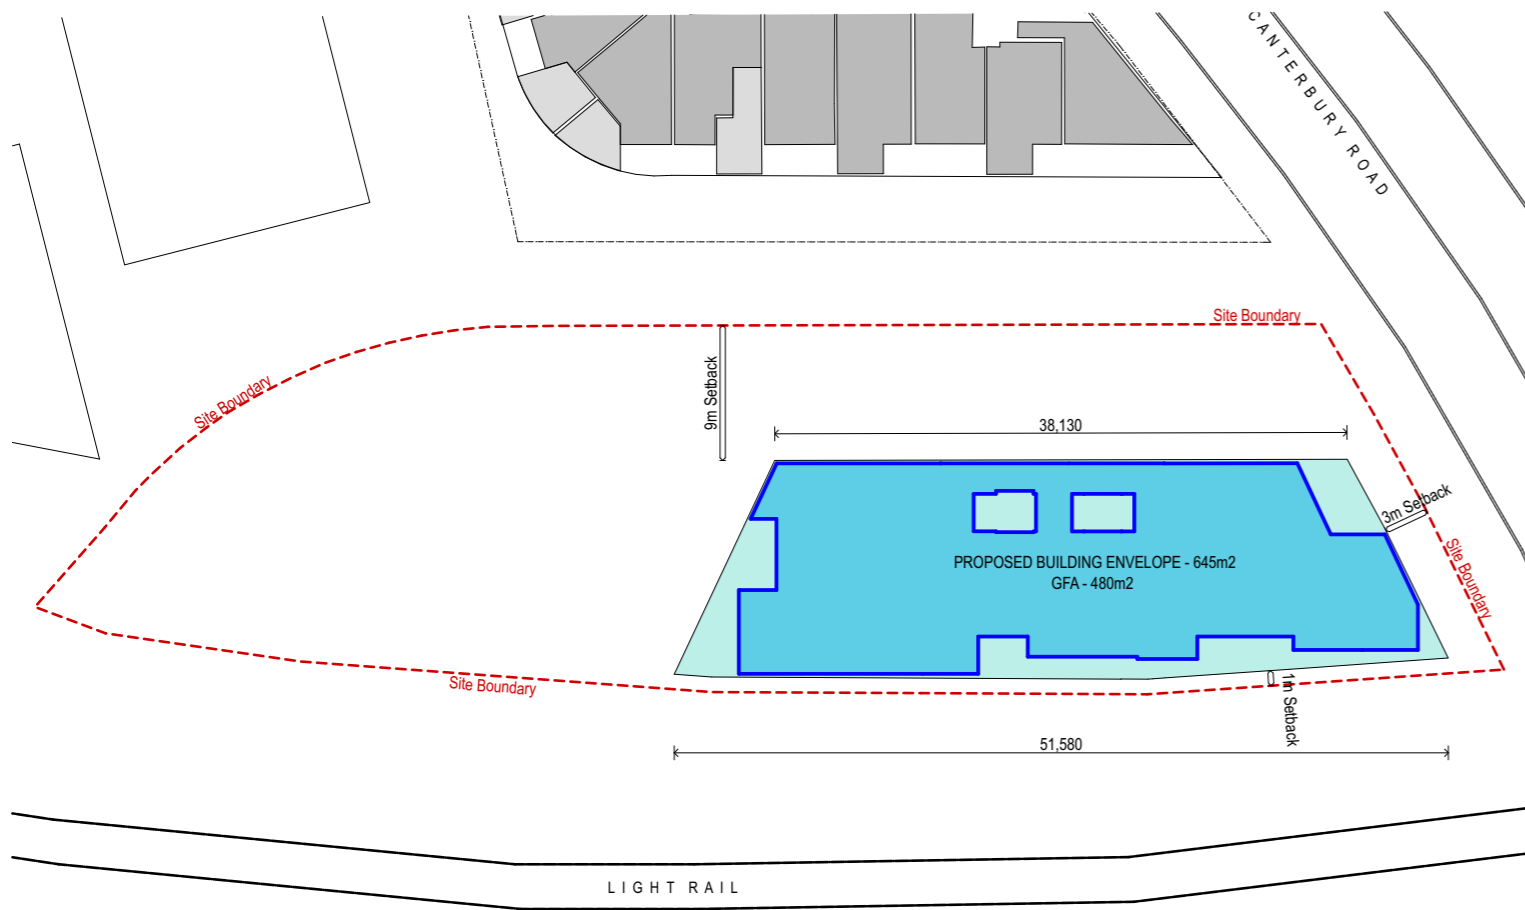 CANTERBURY ROAD
Site Boundary
Site Boundary
9m Setback
38,130
3m Setback
PROPOSED BUILDING ENVELOPE - 645m2
GFA - 480m2
Site Boundary
Site Boundary
1m Setback
51,580
LIGHT RAIL